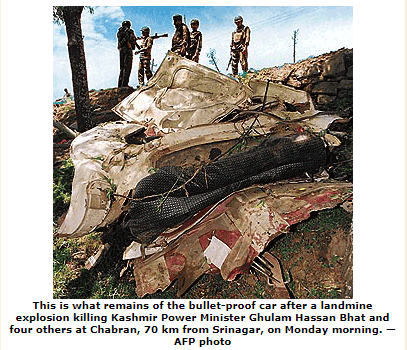 This is what remains of the bullet-proof car after a landmine
explosion killing Kashmir Power Minister Ghulam Hassan Bhat and
four others at Chabran, 70 km from Srinagar, on Monday morning. —
AFP photo